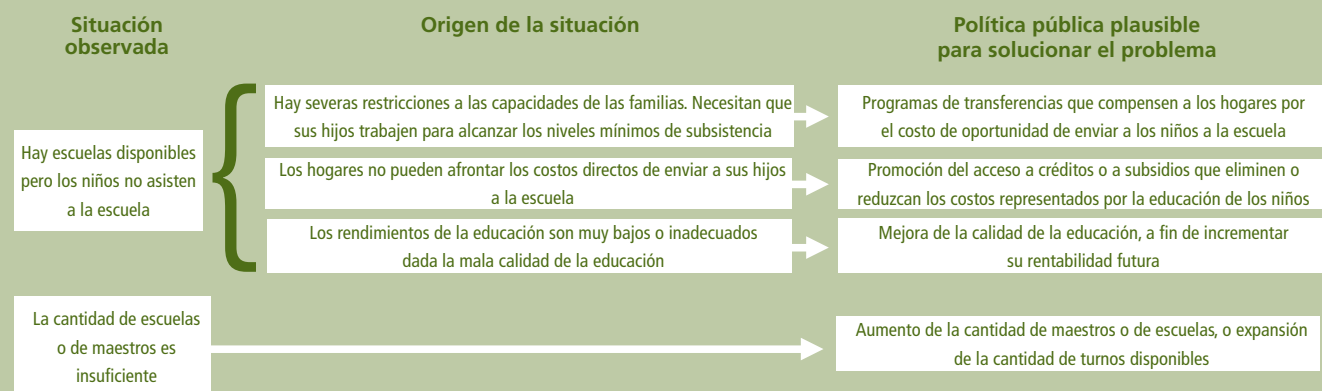 Situación
observada
Origen de la situación
Política pública plausible
para solucionar el problema
Hay escuelas disponibles
pero los niños no asisten
a la escuela
Hay severas restricciones a las capacidades de las familias. Necesitan que
sus hijos trabajen para alcanzar los niveles mínimos de subsistencia
Programas de transferencias que compensen a los hogares por
el costo de oportunidad de enviar a los niños a la escuela
Los hogares no pueden afrontar los costos directos de enviar a sus hijos
a la escuela
Promoción del acceso a créditos o a subsidios que eliminen o
reduzcan los costos representados por la educación de los niños
Los rendimientos de la educación son muy bajos o inadecuados
dada la mala calidad de la educación
Mejora de la calidad de la educación, a fin de incrementar
su rentabilidad futura
La cantidad de escuelas
o de maestros es
insuficiente
Aumento de la cantidad de maestros o de escuelas, o expansión
de la cantidad de turnos disponibles